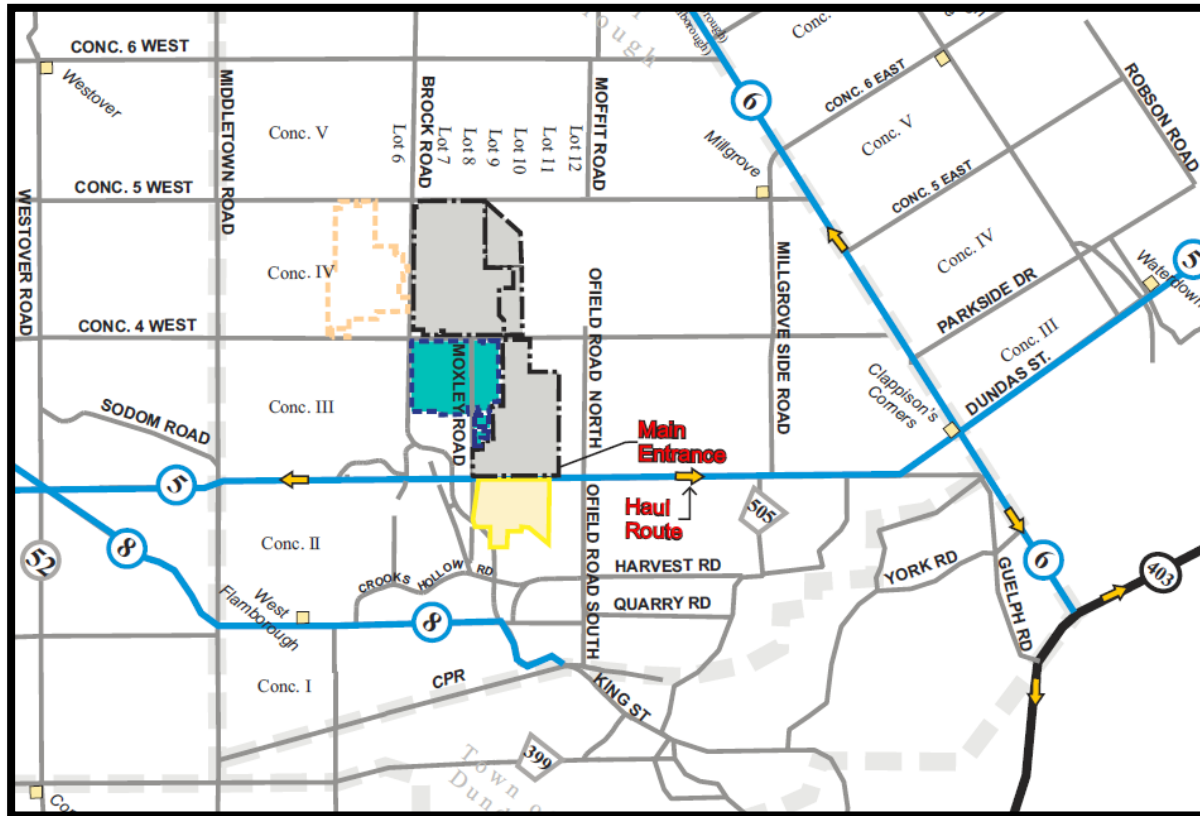 CONC. 6 WEST
Westover
MIDDLETOWN ROAD
Conc. V
Lot 6
BROCK ROAD
Lot 7
Lot 8
Lot 9
Lot 10
Lot 11
Lot 12
MOFFIT ROAD
6
Millgrove
CONC. 6 EAST
Conc. V
ROBSON ROAD
CONC. 5 WEST
CONC. 5 EAST
WESTOVER ROAD
Conc. IV
MILLGROVE SIDE ROAD
Conc. IV
5
Waterdown
PARKSIDE DR
CONC. 4 WEST
OFIELD ROAD NORTH
Conc. III
DUNDAS ST.
Clappison's
Corners
MOXLEY ROAD
Conc. III
SODOM ROAD
Main
Entrance
5
Haul
Route
505
8
52
Conc. II
CROOKS HOLLOW RD
OFIELD ROAD SOUTH
HARVEST RD
YORK RD
GUELPH RD
6
403
West
Flamborough
8
QUARRY RD
Conc. I
CPR
KING ST
399
Town o
Dund